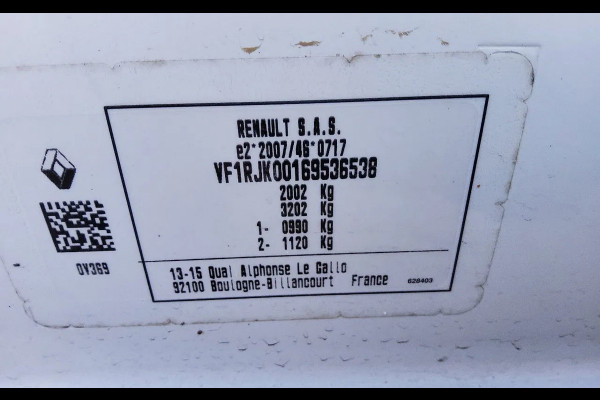 RENAULT S.A.S.
e2*2007/46*0717
VF1RJK00169536538
2002 Kg
3202 Kg
1- 0990 Kg
2- 1120 Kg
0V369
13-15 Quai Alphonse Le Gallo
92100 Boulogne-Billancourt France 628403